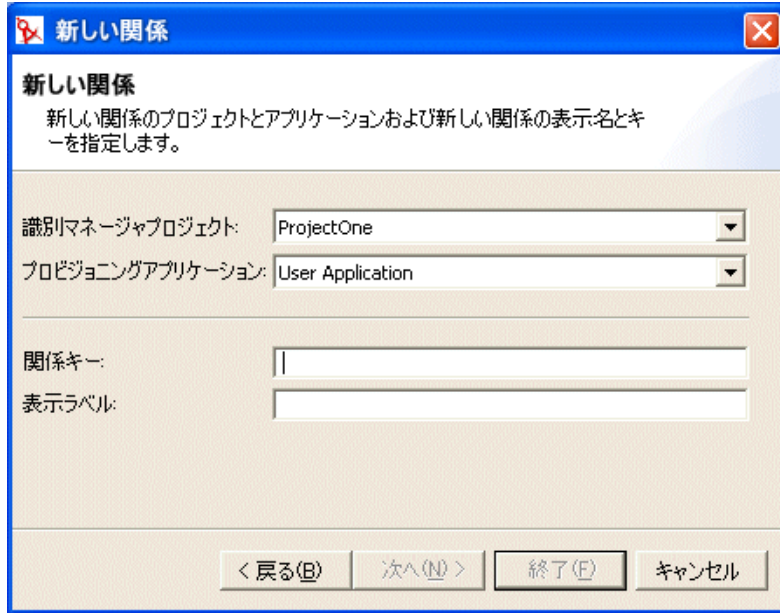 新しい関係
新しい関係
新しい関係のプロジェクトとアプリケーションおよび新しい関係の表示名とキ
ーを指定します。
識別マネージャプロジェクト: ProjectOne
プロビジョニングアプリケーション: User Application
関係キー:
表示ラベル:
< 戻る(B) 次へ(N) > 終了(F) キャンセル